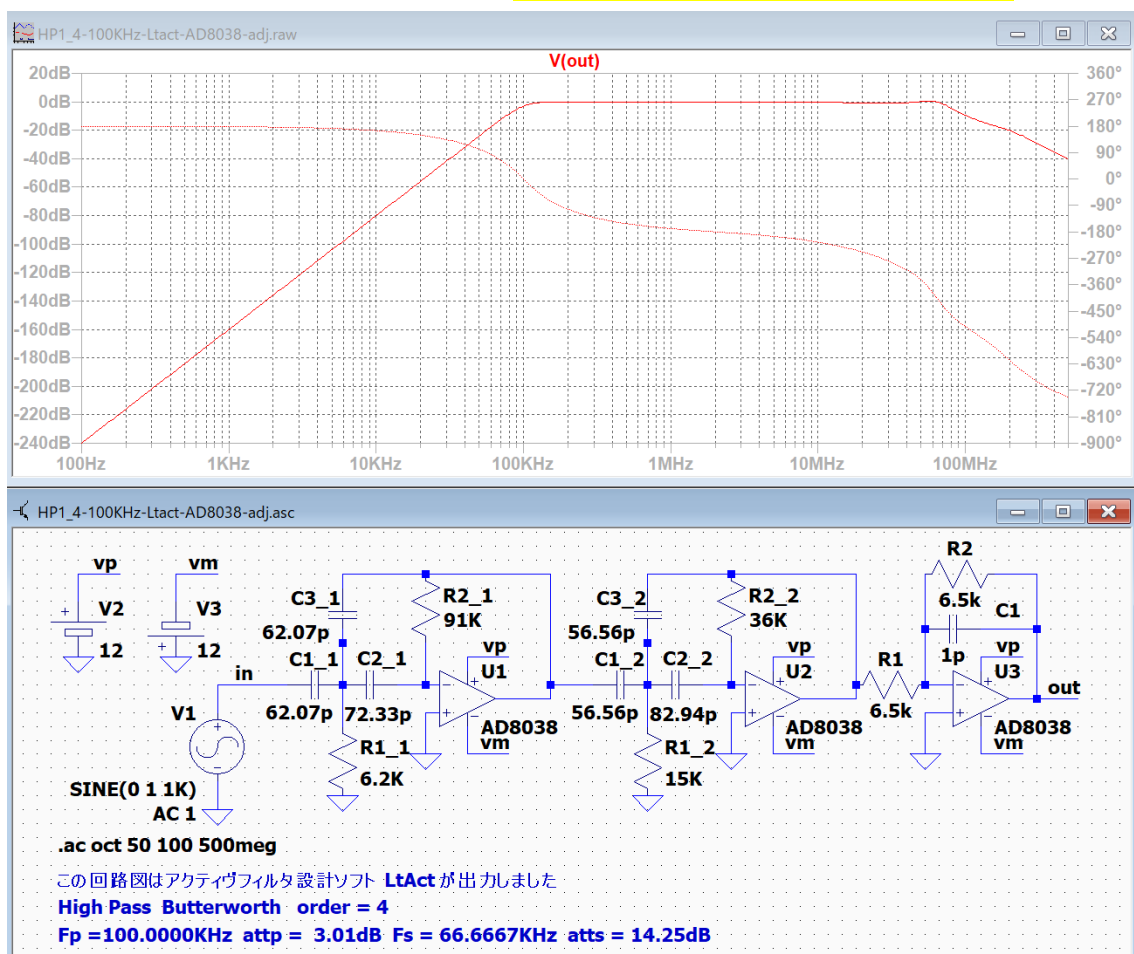 HP1_4-100KHz-Ltact-AD8038-adj.raw
V(out)
20dB
0dB
-20dB
-40dB
-60dB
-80dB
-100dB
-120dB
-140dB
-160dB
-180dB
-200dB
-220dB
-240dB
360°
270°
180°
90°
0°
-90°
-180°
-270°
-360°
-450°
-540°
-630°
-720°
-810°
-900°
100Hz 1KHz 10KHz 100KHz 1MHz 10MHz 100MHz
HP1_4-100KHz-Ltact-AD8038-adj.asc
vp
V2
12
vm
V3
12
in
V1
SINE(0 1 1K)
AC 1
C3_1
62.07p
C1_1
62.07p
C2_1
72.33p
R2_1
91K
R1_1
6.2K
vp
U1
AD8038
vm
C3_2
56.56p
C1_2
56.56p
C2_2
82.94p
R2_2
36K
R1_2
15K
vp
U2
AD8038
vm
R1
6.5k
R2
6.5k
C1
1p
vp
U3
AD8038
vm
out
.ac oct 50 100 500meg
この回路図はアクティヴフィルタ設計ソフト LtAct が出力しました
High Pass Butterworth order = 4
Fp =100.0000KHz attp = 3.01dB Fs = 66.6667KHz atts = 14.25dB